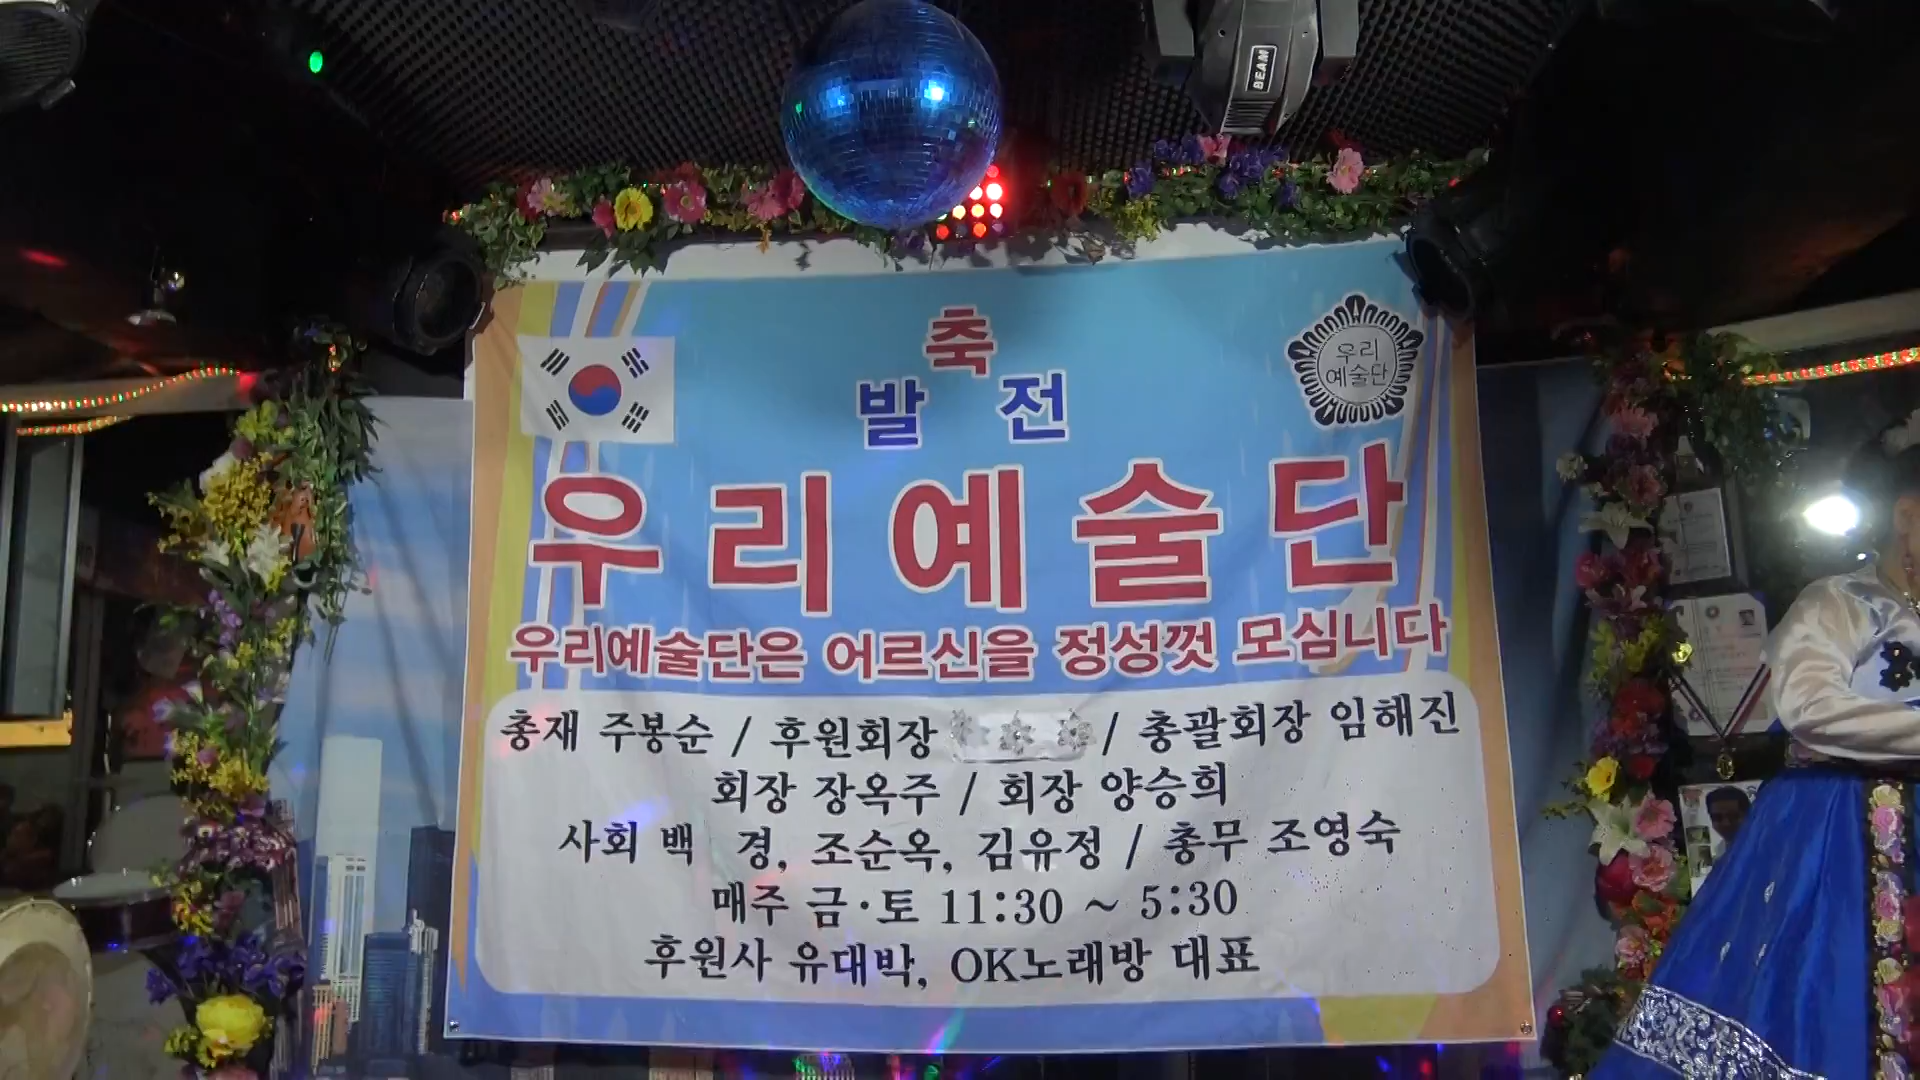 BEAM
축
발 전
우리
예술단
우리예술단
우리예술단은 어르신을 정성껏 모십니다
총재 주봉순 / 후원회장 / 총괄회장 임해진
회장 장옥주 / 회장 양승희
사회 백 경, 조순옥, 김유정 / 총무 조영숙
매주 금·토 11:30 ~ 5:30
후원사 유대박, OK노래방 대표